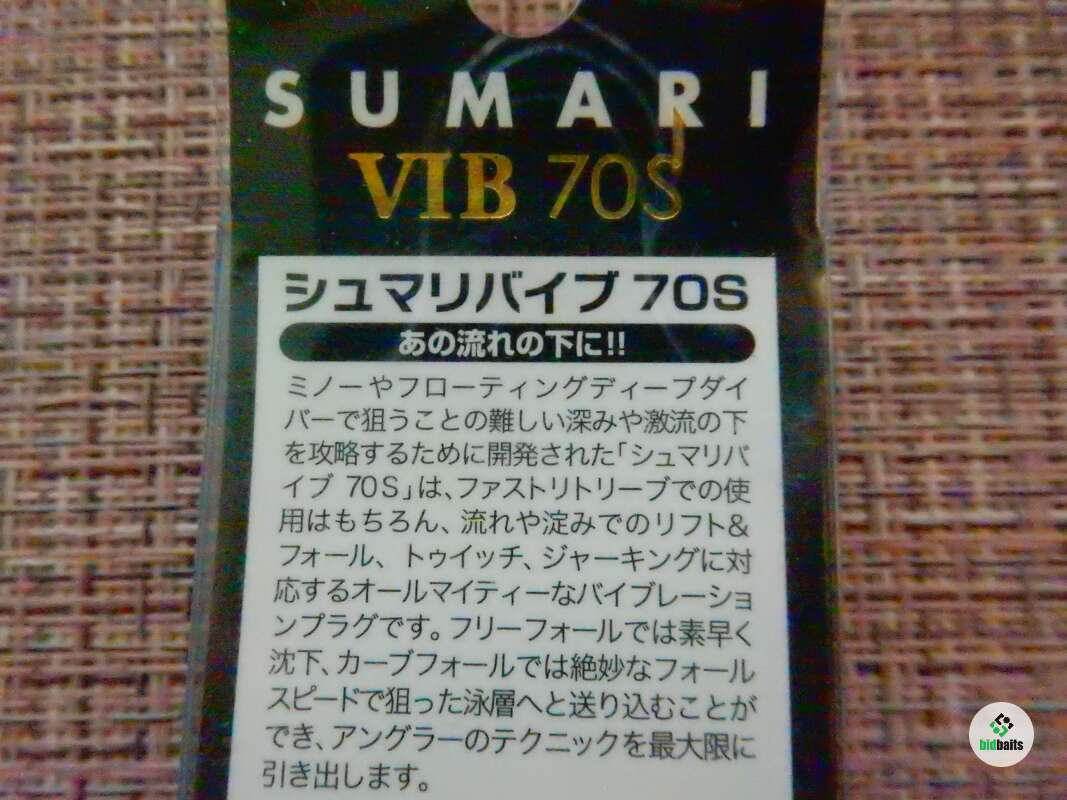 SUMARI
VIB 70S
シュマリバイブ 70S
あの流れの下に!!
ミノーやフローティングディープダイ
バーで狙うことの難しい深みや激流の下
を攻略するために開発された「シュマリバ
イブ 70S」は、ファストリトリーブでの使
用はもちろん、流れや淀みでのリフト&
フォール、トゥイッチ、ジャーキングに対
応するオールマイティーなバイブレーショ
ンプラグです。フリーフォールでは素早く
沈下、カーブフォールでは絶妙なフォール
スピードで狙った泳層へと送り込むことが
でき、アングラーのテクニックを最大限に
引き出します。
bidbaits